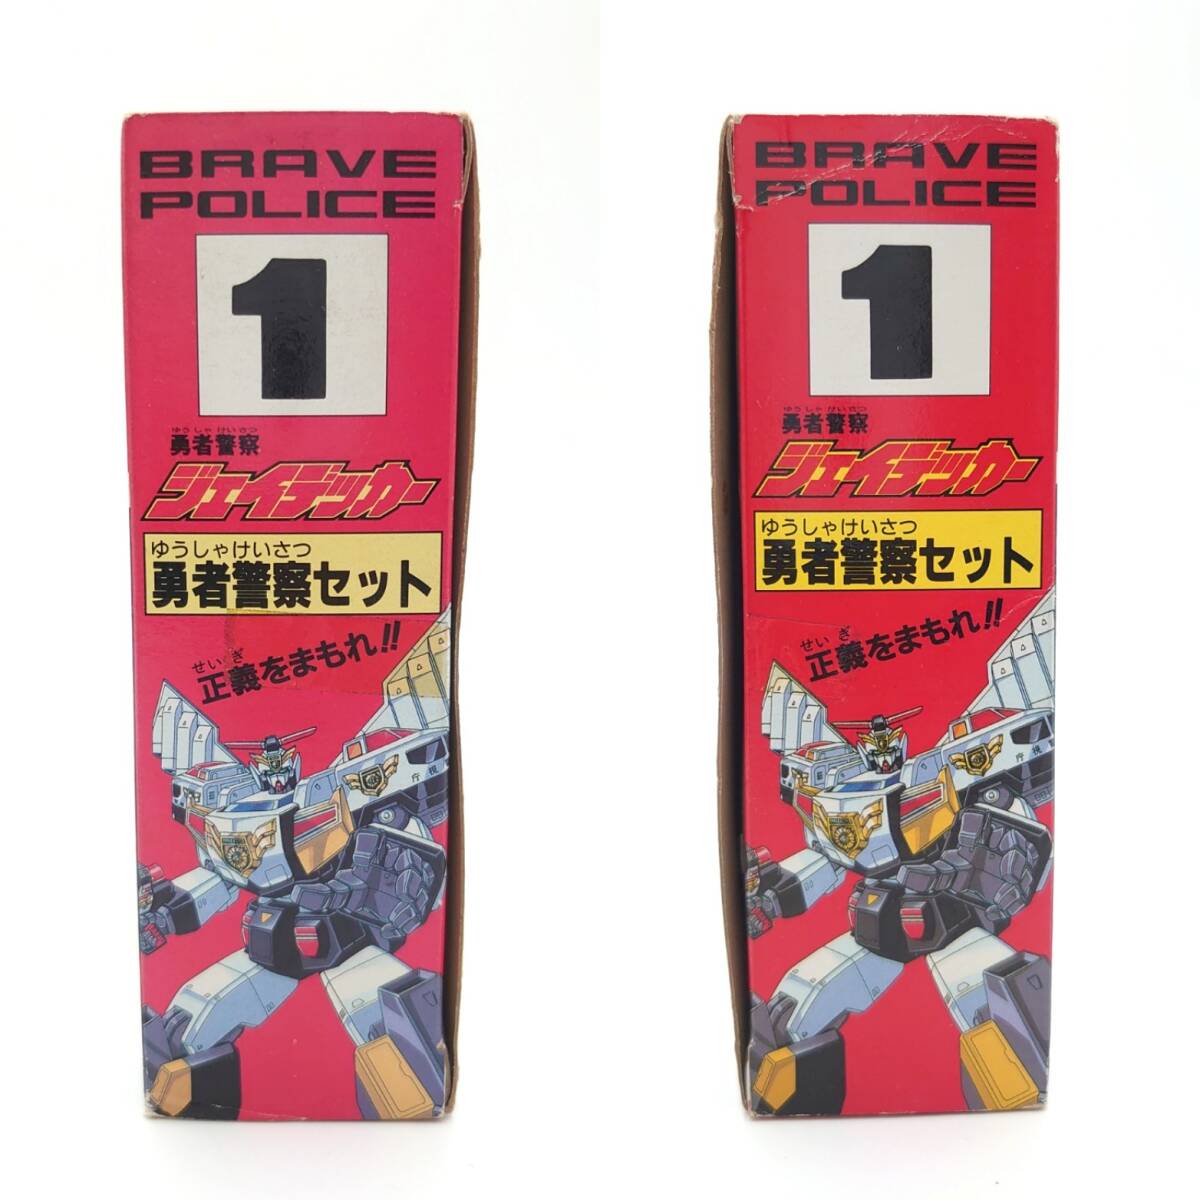 BRAVE
POLICE
1
ゆうしゃけいさつ
勇者警察
ジェイデッカー
ゆうしゃけいさつ
勇者警察セット
せいぎ
正義をまもれ!!
庁視
BRAVE
POLICE
1
ゆうしゃけいさつ
勇者警察
ジェイデッカー
ゆうしゃけいさつ
勇者警察セット
せいぎ
正義をまもれ!!
庁視